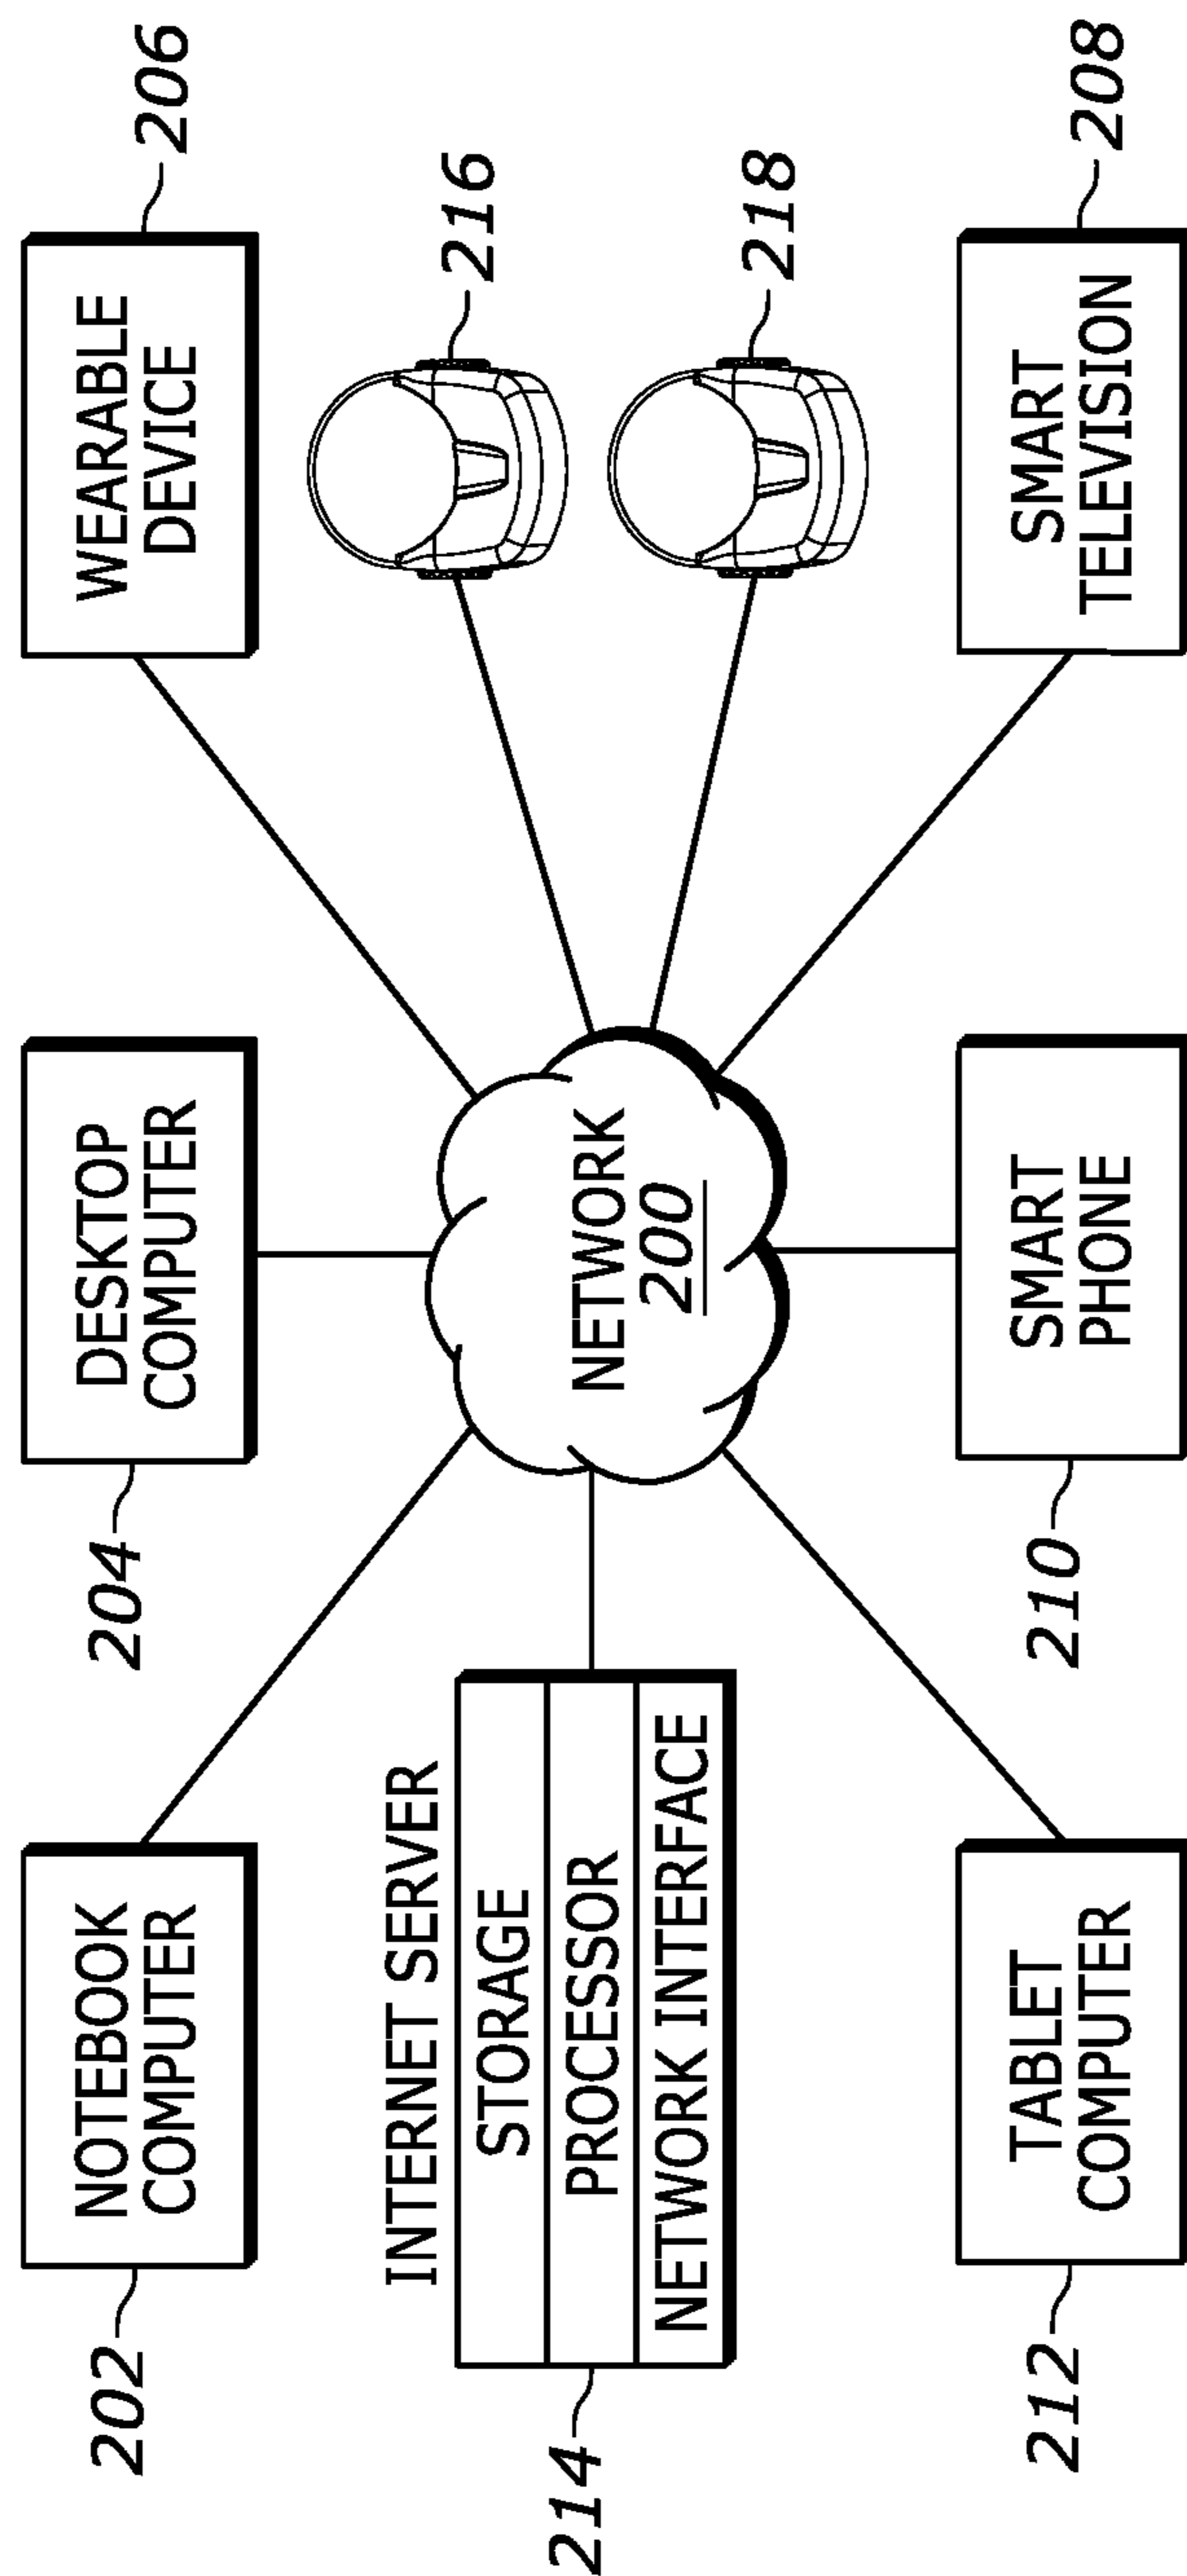 202
NOTEBOOK
COMPUTER
204
DESKTOP
COMPUTER
WEARABLE
DEVICE
206
INTERNET SERVER
214
STORAGE
PROCESSOR
NETWORK INTERFACE
NETWORK
200
216
218
212
TABLET
COMPUTER
210
SMART
PHONE
SMART
TELEVISION
208